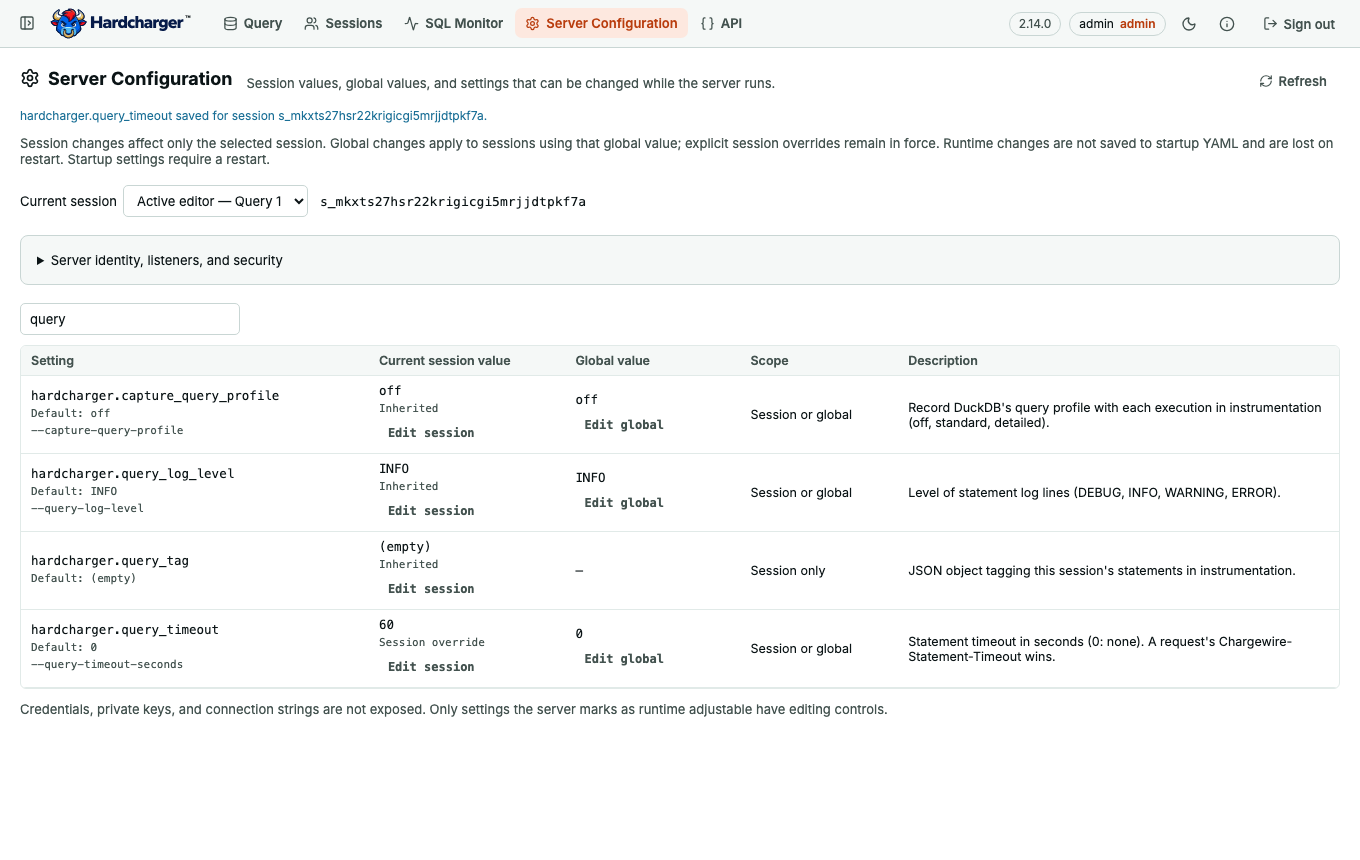 Hardcharger™ Query Sessions SQL Monitor Server Configuration { } API 2.14.0 admin admin Sign out
Server Configuration Session values, global values, and settings that can be changed while the server runs. Refresh
hardcharger.query_timeout saved for session s_mkxts27hsr22krigicgi5mrjjdtpkf7a.
Session changes affect only the selected session. Global changes apply to sessions using that global value; explicit session overrides remain in force. Runtime changes are not saved to startup YAML and are lost on
restart. Startup settings require a restart.
Current session Active editor — Query 1 s_mkxts27hsr22krigicgi5mrjjdtpkf7a
Server identity, listeners, and security
query
Setting Current session value Global value Scope Description
hardcharger.capture_query_profile
Default: off
--capture-query-profile
off
Inherited
Edit session
off
Edit global
Session or global
Record DuckDB's query profile with each execution in instrumentation
(off, standard, detailed).
hardcharger.query_log_level
Default: INFO
--query-log-level
INFO
Inherited
Edit session
INFO
Edit global
Session or global
Level of statement log lines (DEBUG, INFO, WARNING, ERROR).
hardcharger.query_tag
Default: (empty)
(empty)
Inherited
Edit session
—
Session only
JSON object tagging this session's statements in instrumentation.
hardcharger.query_timeout
Default: 0
--query-timeout-seconds
60
Session override
Edit session
0
Edit global
Session or global
Statement timeout in seconds (0: none). A request's Chargewire-
Statement-Timeout wins.
Credentials, private keys, and connection strings are not exposed. Only settings the server marks as runtime adjustable have editing controls.